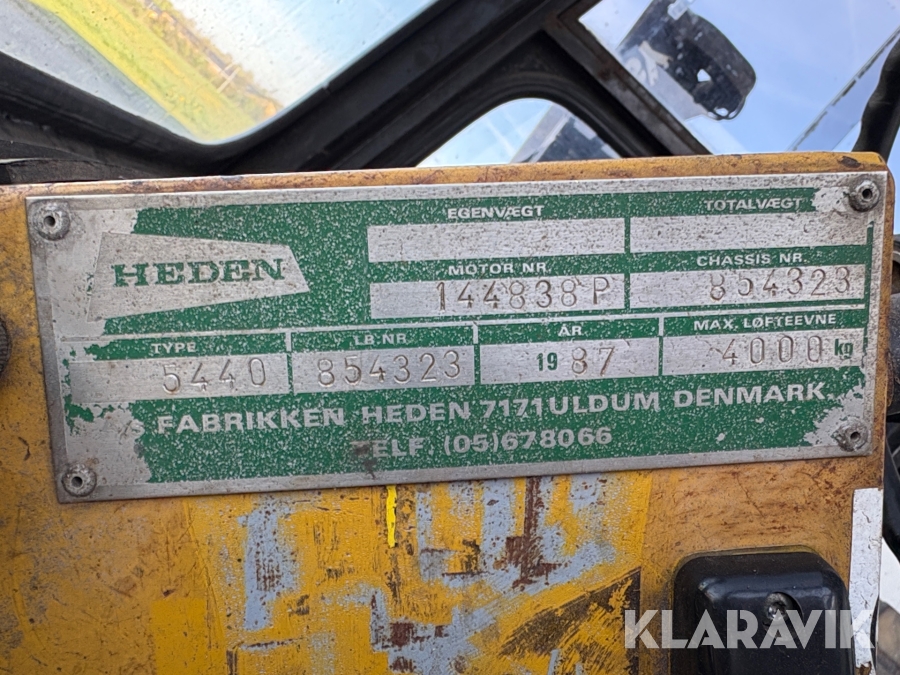 HEDEN
EGENVÆGT
TOTALVÆGT
MOTOR NR.
CHASSIS NR.
144838P
854323
TYPE
LB.NR.
ÅR
MAX. LØFTEEVNE
5440
854323
1987
4000 kg
FABRIKKEN HEDEN 7171 ULDUM DENMARK.
TELF. (05) 678066
KLARAVIK